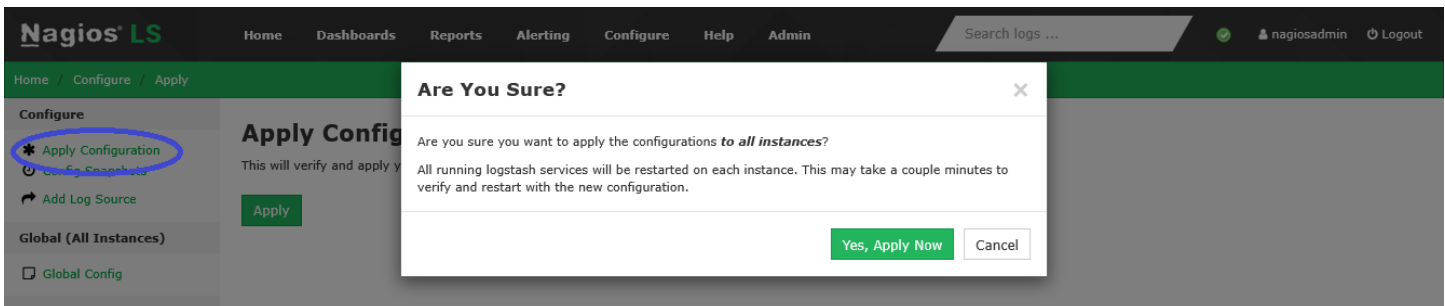 Nagios® LS
Home Dashboards Reports Alerting Configure Help Admin Search logs ... nagiosadmin Logout
Home / Configure / Apply
Configure
Apply Configuration
Config Snapshots
Add Log Source
Global (All Instances)
Global Config
Apply Config
This will verify and apply y
Apply
Are You Sure? ×
Are you sure you want to apply the configurations to all instances?
All running logstash services will be restarted on each instance. This may take a couple minutes to
verify and restart with the new configuration.
Yes, Apply Now Cancel